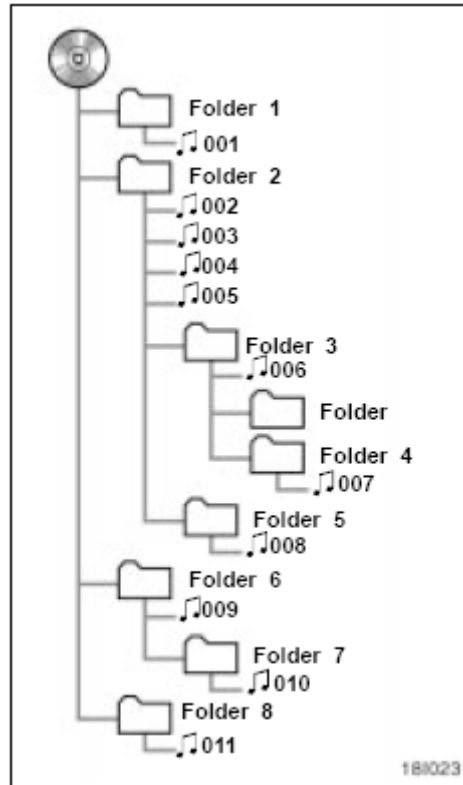 Folder 1
001
Folder 2
002
003
004
005
Folder 3
006
Folder
Folder 4
007
Folder 5
008
Folder 6
009
Folder 7
010
Folder 8
011
18I023